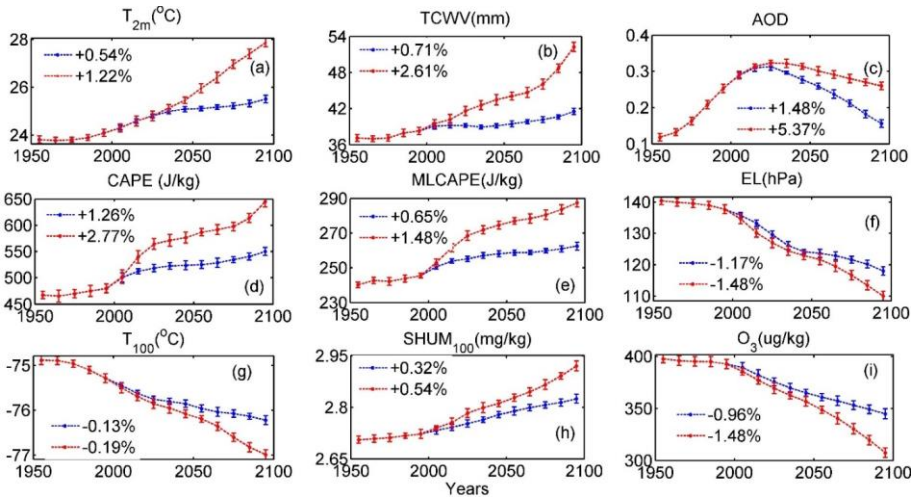 T2m(°C) TCWV(mm) AOD
28 54 0.4
+0.54% +0.71%
+1.22% (a) 48 (b) +2.61% 0.3 (c)
26
42 0.2 +1.48%
24 +5.37%
36 0.1
1950 2000 2050 2100 1950 2000 2050 2100 1950 2000 2050 2100
CAPE (J/kg) MLCAPE(J/kg) EL(hPa)
650 290 140 (f)
+1.26% +0.65%
600 270 130
+2.77% +1.48%
550
500 250 120 -1.17%
(d) (e) -1.48%
450 230 110
1950 2000 2050 2100 1950 2000 2050 2100 1950 2000 2050 2100
T100(°C) SHUM100(mg/kg) O3(ug/kg)
-75 2.95 400
(g) +0.32% (i)
+0.54%
-76 2.8 350 -0.96%
-0.13%
-0.19% (h) -1.48%
-77 2.65 300
1950 2000 2050 2100 1950 2000 2050 2100 1950 2000 2050 2100
Years